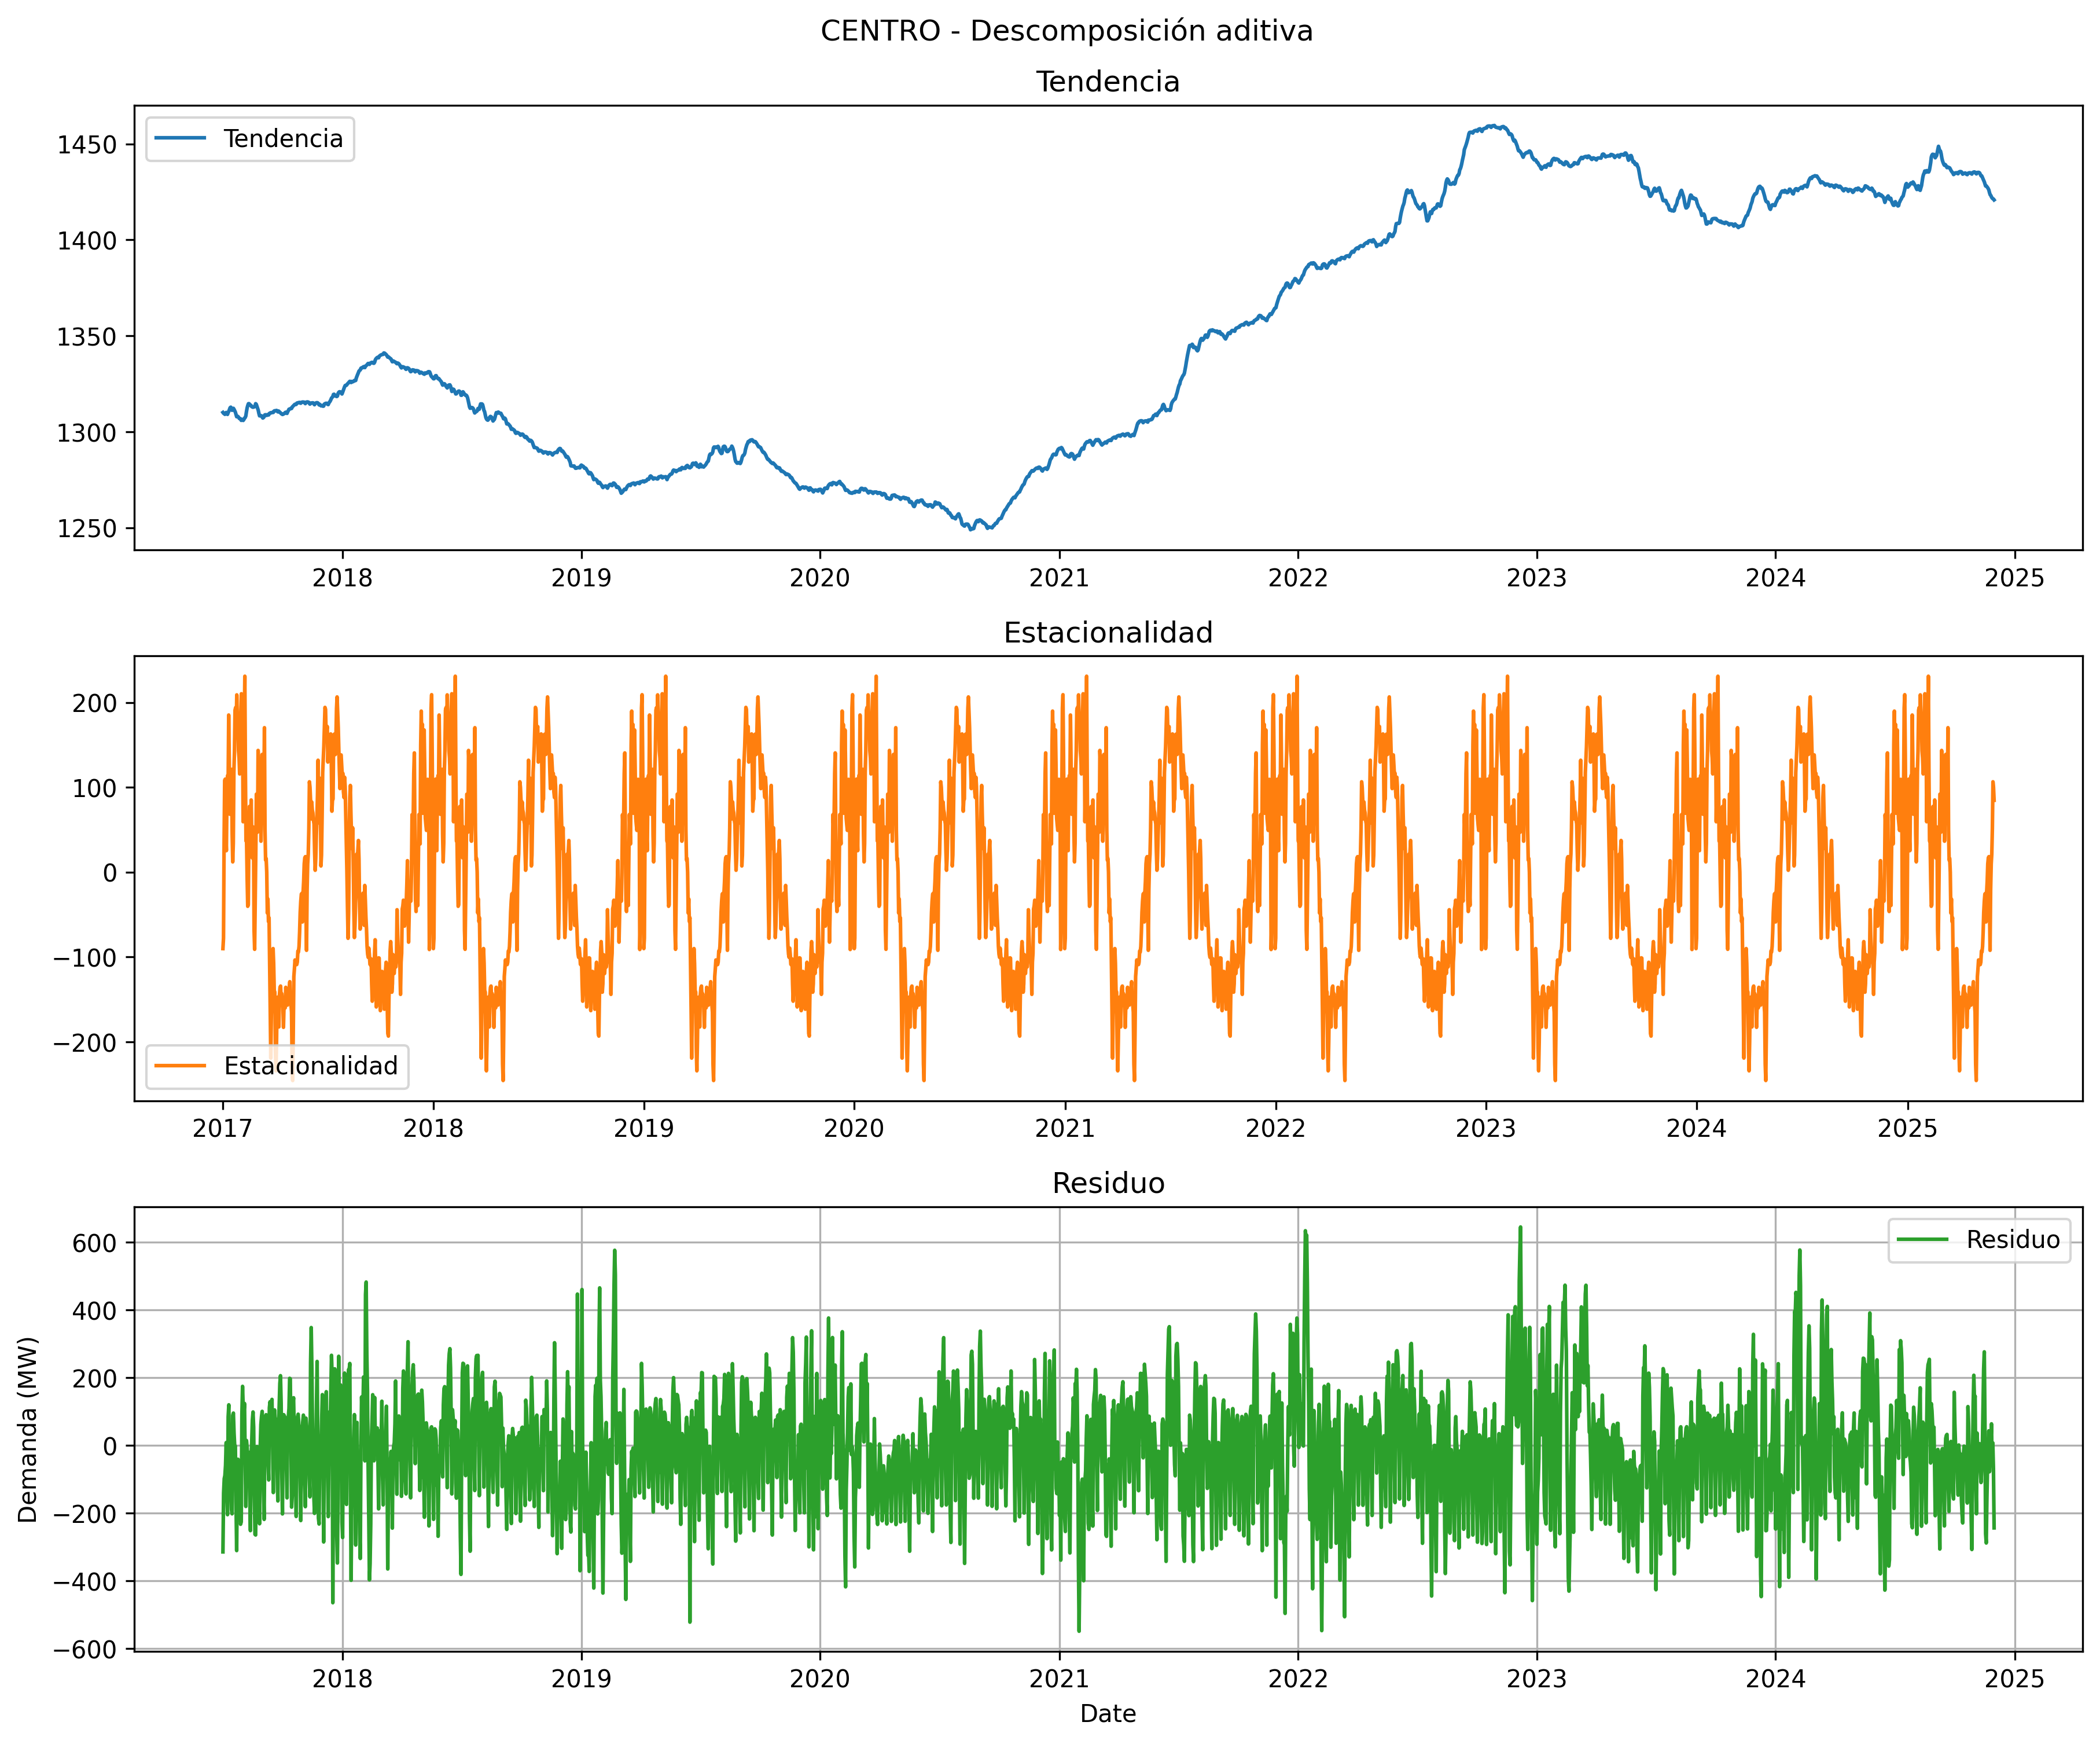 CENTRO - Descomposición aditiva
Tendencia
Tendencia
1450
1400
1350
1300
1250
2018 2019 2020 2021 2022 2023 2024 2025
Estacionalidad
200
100
0
−100
−200
Estacionalidad
2017 2018 2019 2020 2021 2022 2023 2024 2025
Residuo
Residuo
600
400
200
0
−200
−400
−600
Demanda (MW)
2018 2019 2020 2021 2022 2023 2024 2025
Date